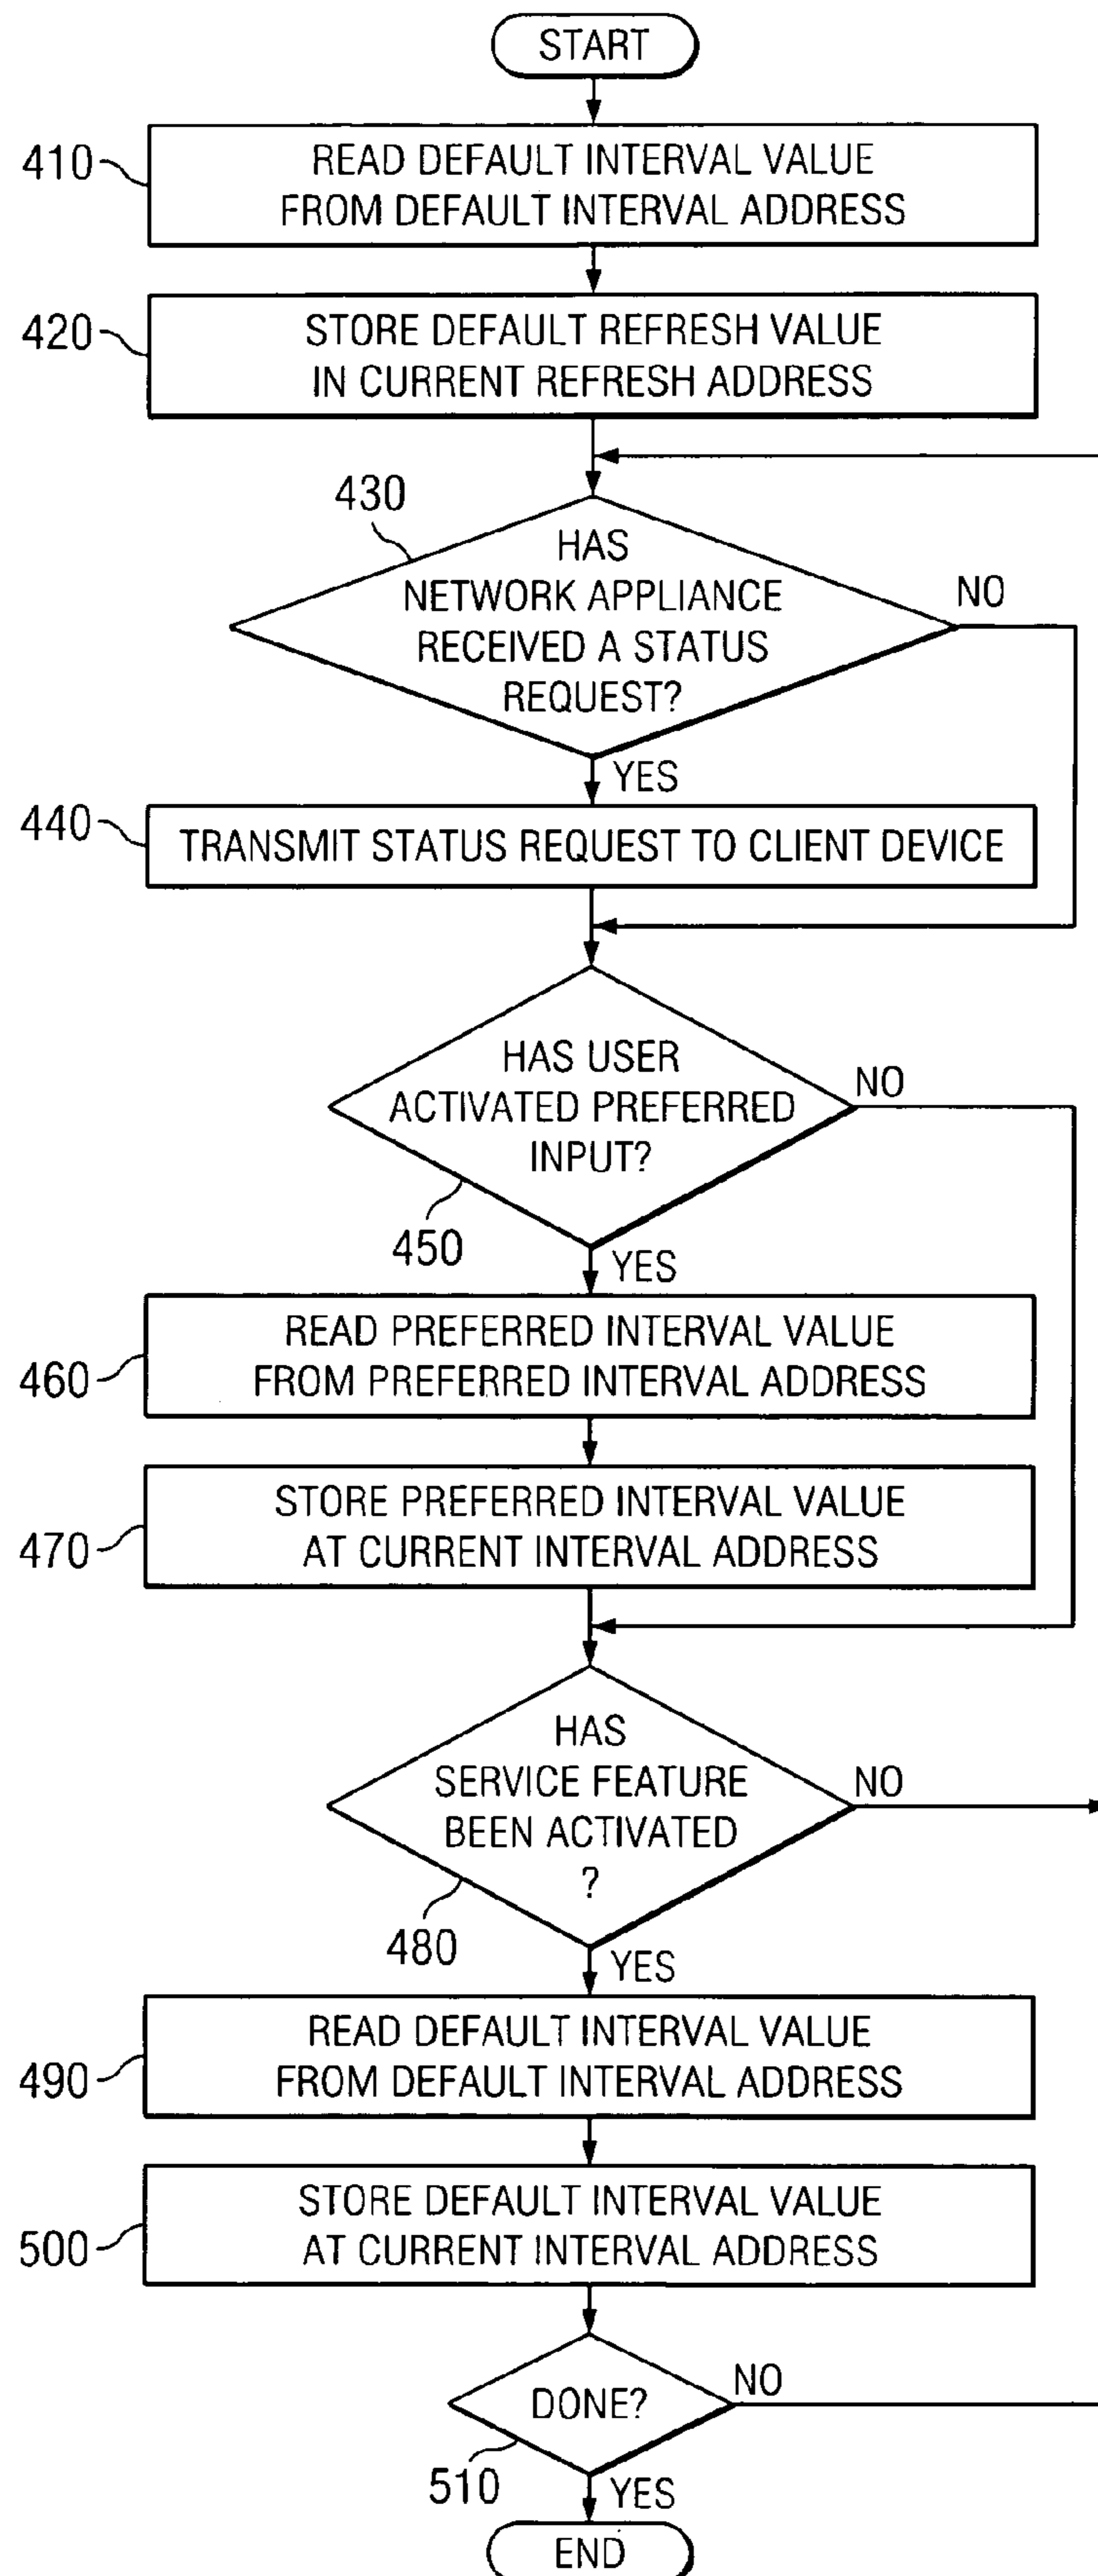 START
410
READ DEFAULT INTERVAL VALUE
FROM DEFAULT INTERVAL ADDRESS
420
STORE DEFAULT REFRESH VALUE
IN CURRENT REFRESH ADDRESS
430
HAS
NETWORK APPLIANCE
RECEIVED A STATUS
REQUEST?
NO
YES
440
TRANSMIT STATUS REQUEST TO CLIENT DEVICE
HAS USER
ACTIVATED PREFERRED
INPUT?
NO
450
YES
460
READ PREFERRED INTERVAL VALUE
FROM PREFERRED INTERVAL ADDRESS
470
STORE PREFERRED INTERVAL VALUE
AT CURRENT INTERVAL ADDRESS
HAS
SERVICE FEATURE
BEEN ACTIVATED
?
NO
480
YES
490
READ DEFAULT INTERVAL VALUE
FROM DEFAULT INTERVAL ADDRESS
500
STORE DEFAULT INTERVAL VALUE
AT CURRENT INTERVAL ADDRESS
DONE?
NO
510
YES
END